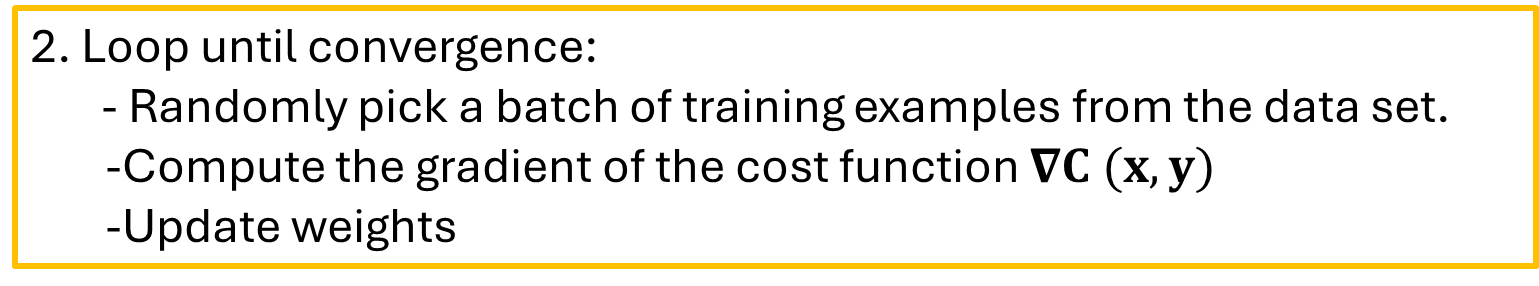 2. Loop until convergence:
- Randomly pick a batch of training examples from the data set.
-Compute the gradient of the cost function ∇C (x, y)
-Update weights